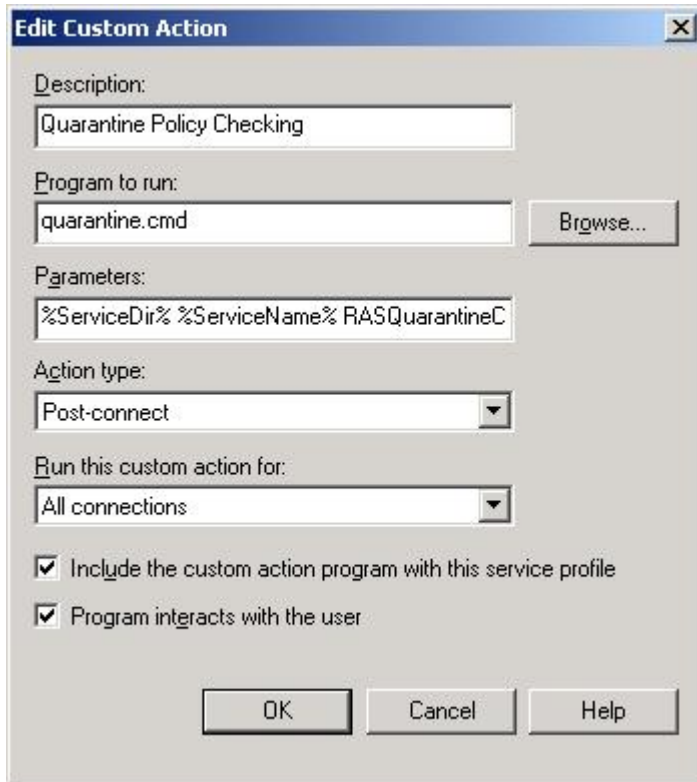 Edit Custom Action
Description:
Quarantine Policy Checking
Program to run:
quarantine.cmd
Browse...
Parameters:
%ServiceDir% %ServiceName% RASQuarantineC
Action type:
Post-connect
Run this custom action for:
All connections
Include the custom action program with this service profile
Program interacts with the user
OK
Cancel
Help